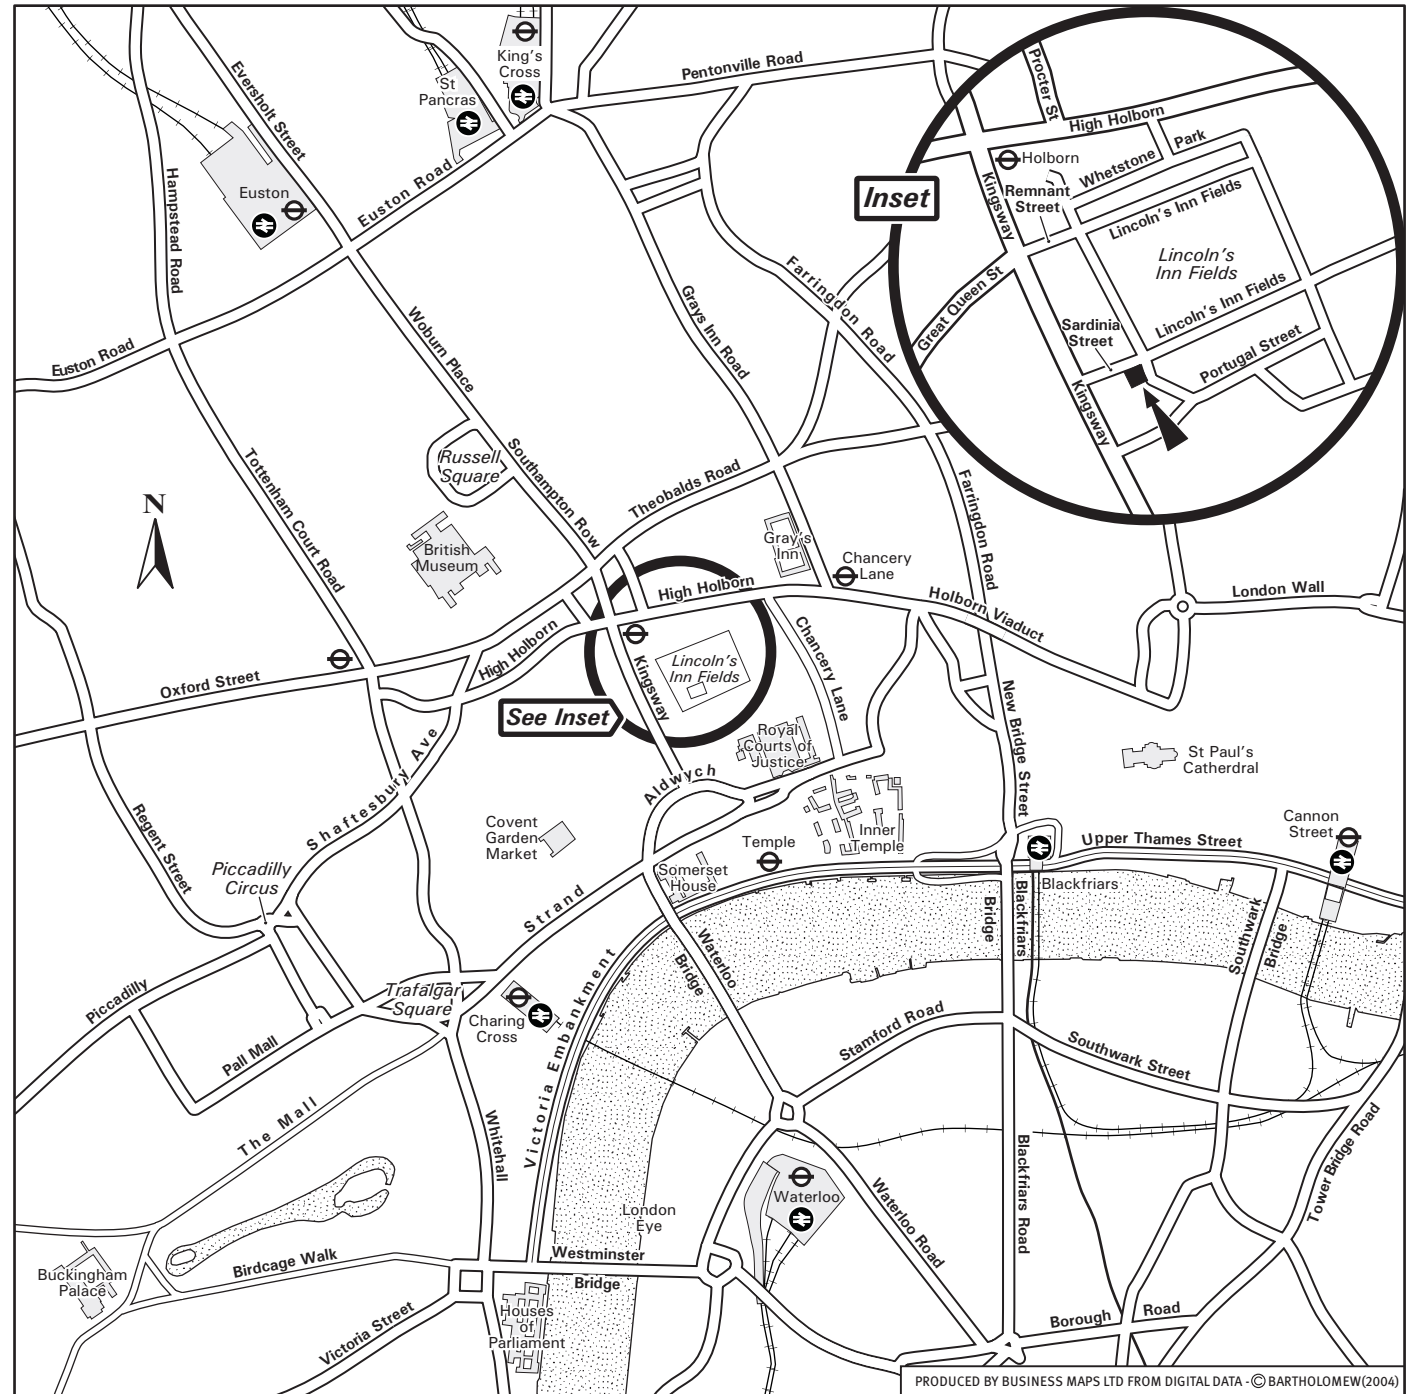 King's
Cross
St
Pancras
Pentonville Road
Eversholt Street
Euston
Euston Road
Hampstead Road
Euston Road
Woburn Place
Grays Inn Road
Farringdon Road
Inset
Procter St
High Holborn
Holborn
Whetstone Park
Remnant
Street
Kingsway
Lincoln's Inn Fields
Lincoln's
Inn Fields
Great Queen St
Lincoln's Inn Fields
Sardinia
Street
Portugal Street
Kingsway
Russell
Square
Southampton Row
Theobalds Road
Tottenham Court Road
N
British
Museum
Gray's
Inn
Chancery
Lane
Farringdon Road
High Holborn
Holborn Viaduct
London Wall
High Holborn
Oxford Street
Kingsway
Lincoln's
Inn Fields
Chancery Lane
See Inset
New Bridge Street
Royal
Courts of
Justice
St Paul's
Catherdral
Aldwych
Shaftesbury Ave
Regent Street
Covent
Garden
Market
Temple
Inner
Temple
Cannon
Street
Upper Thames Street
Piccadilly
Circus
Somerset
House
Blackfriars
Strand
Blackfriars
Bridge
Southwark
Bridge
Waterloo
Bridge
Piccadilly
Trafalgar
Square
Charing
Cross
Victoria Embankment
Stamford Road
Southwark Street
Pall Mall
The Mall
Whitehall
Blackfriars Road
Tower Bridge Road
Waterloo
Waterloo Road
London
Eye
Westminster
Bridge
Birdcage Walk
Buckingham
Palace
Victoria Street
Houses
of
Parliament
Borough Road
PRODUCED BY BUSINESS MAPS LTD FROM DIGITAL DATA - © BARTHOLOMEW(2004)